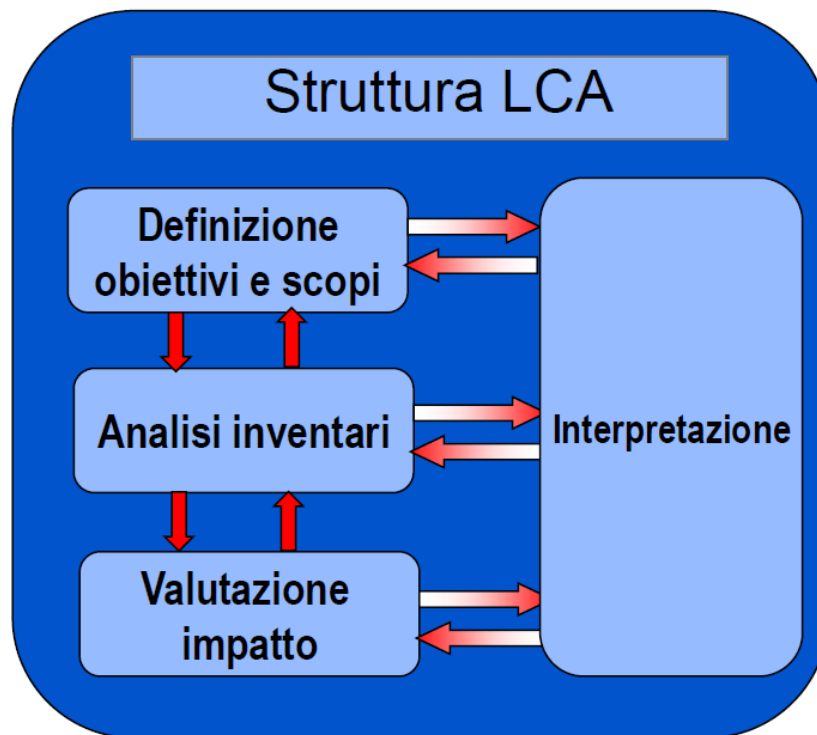 Struttura LCA
Definizione
obiettivi e scopi
Analisi inventari
Interpretazione
Valutazione
impatto